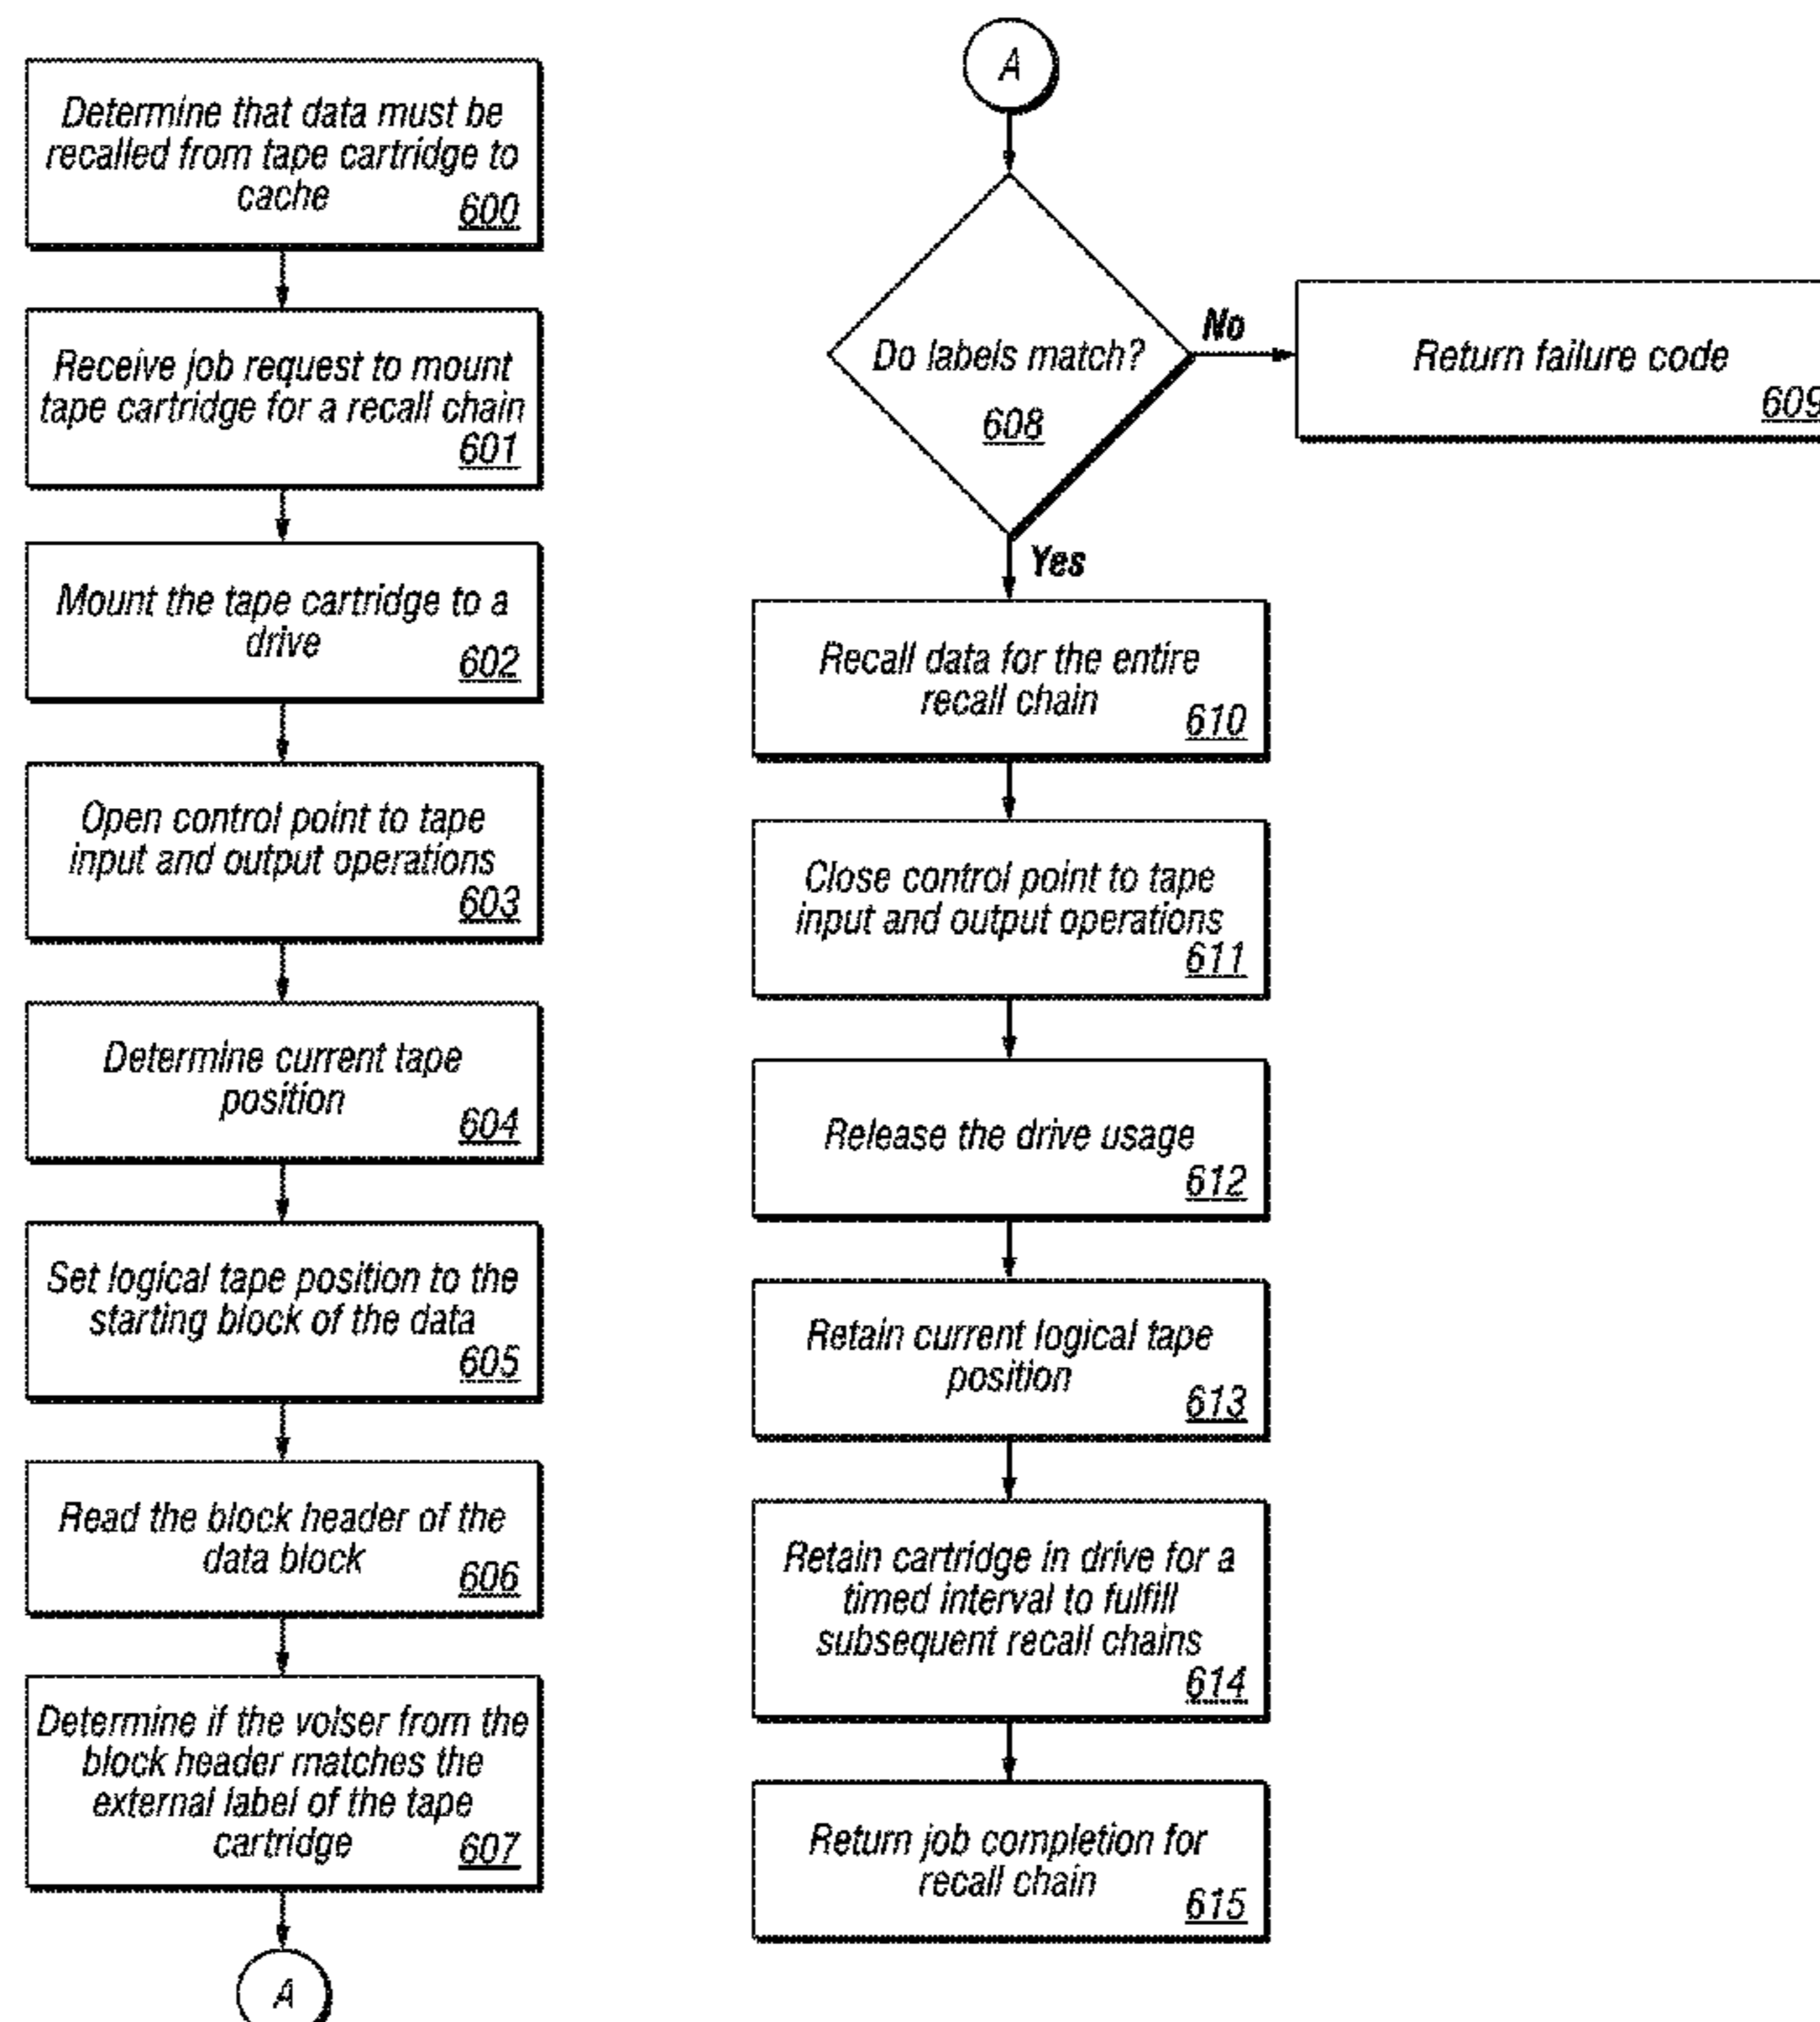 Determine that data must be
recalled from tape cartridge to
cache
600
Receive job request to mount
tape cartridge for a recall chain
601
Mount the tape cartridge to a
drive
602
Open control point to tape
input and output operations
603
Determine current tape
position
604
Set logical tape position to the
starting block of the data
605
Read the block header of the
data block
606
Determine if the volser from the
block header matches the
external label of the tape
cartridge
607
A
A
Do labels match?
608
No
Return failure code
609
Yes
Recall data for the entire
recall chain
610
Close control point to tape
input and output operations
611
Release the drive usage
612
Retain current logical tape
position
613
Retain cartridge in drive for a
timed interval to fulfill
subsequent recall chains
614
Return job completion for
recall chain
615